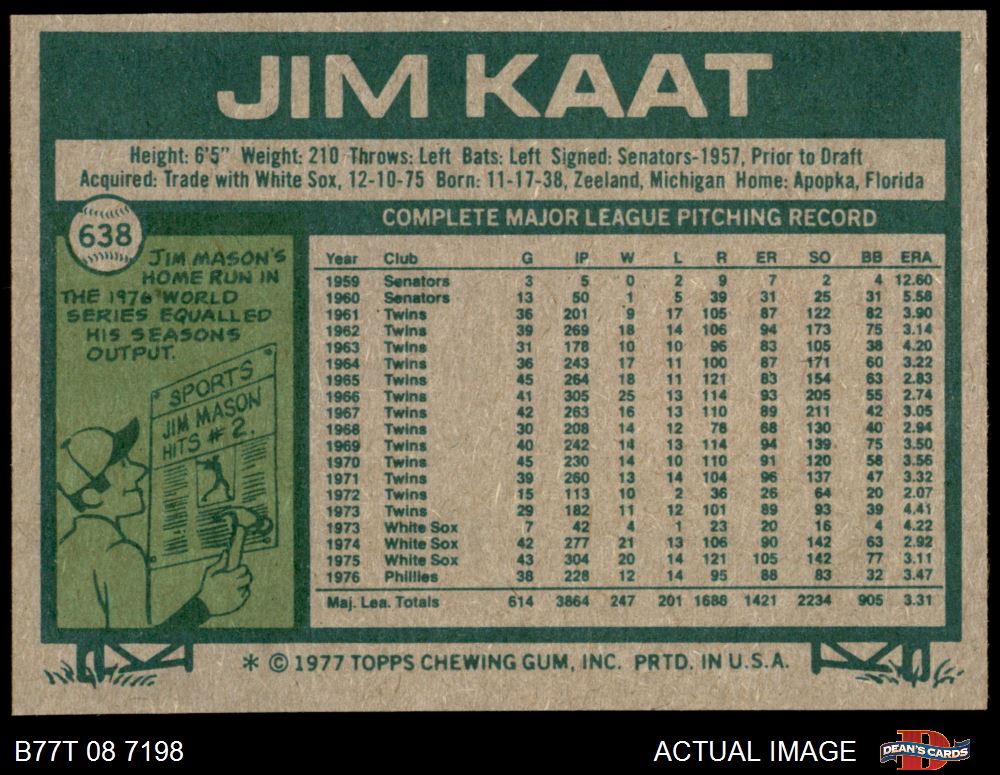 JIM KAAT
Height: 6'5" Weight: 210 Throws: Left Bats: Left Signed: Senators-1957, Prior to Draft
Acquired: Trade with White Sox, 12-10-75 Born: 11-17-38, Zeeland, Michigan Home: Apopka, Florida
638
JIM MASON'S
HOME RUN IN
THE 1976 WORLD
SERIES EQUALLED
HIS SEASONS
OUTPUT.
SPORTS
JIM MASON
HITS # 2.
COMPLETE MAJOR LEAGUE PITCHING RECORD
Year Club G IP W L R ER SO BB ERA
1959 Senators 3 5 0 2 9 7 2 4 12.60
1960 Senators 13 50 1 5 39 31 25 31 5.58
1961 Twins 36 201 9 17 105 87 122 82 3.90
1962 Twins 39 269 18 14 106 94 173 75 3.14
1963 Twins 31 178 10 10 96 83 105 38 4.20
1964 Twins 36 243 17 11 100 87 171 60 3.22
1965 Twins 45 264 18 11 121 83 154 63 2.83
1966 Twins 41 305 25 13 114 93 205 55 2.74
1967 Twins 42 263 16 13 110 89 211 42 3.05
1968 Twins 30 208 14 12 78 68 130 40 2.94
1969 Twins 40 242 14 13 114 94 139 75 3.50
1970 Twins 45 230 14 10 110 91 120 58 3.56
1971 Twins 39 260 13 14 104 96 137 47 3.32
1972 Twins 15 113 10 2 36 26 64 20 2.07
1973 Twins 29 182 11 12 101 89 93 39 4.41
1973 White Sox 7 42 4 1 23 20 16 4 4.22
1974 White Sox 42 277 21 13 106 90 142 63 2.92
1975 White Sox 43 304 20 14 121 105 142 77 3.11
1976 Phillies 38 228 12 14 95 88 83 32 3.47
Maj. Lea. Totals 614 3864 247 201 1688 1421 2234 905 3.31
* © 1977 TOPPS CHEWING GUM, INC. PRTD. IN U.S.A.
B77T 08 7198
ACTUAL IMAGE
D
DEAN'S CARDS